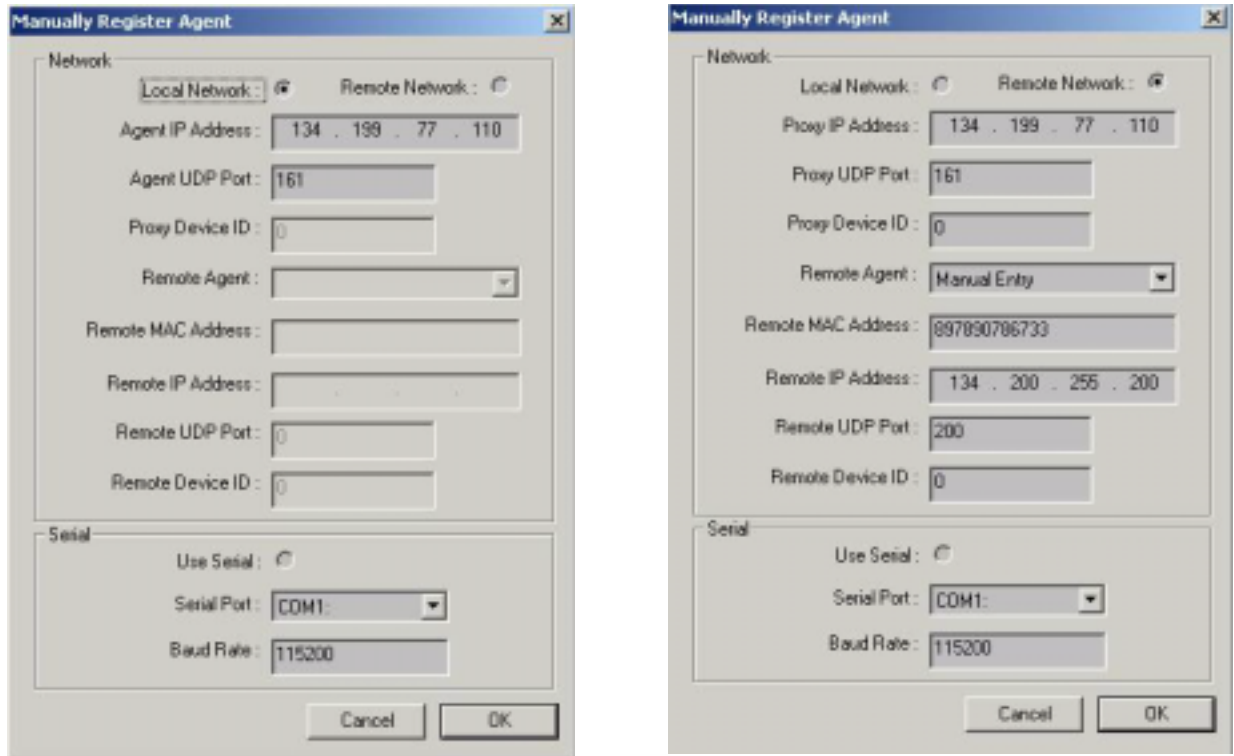 Manually Register Agent
Network
Local Network : Remote Network :
Agent IP Address : 134 . 199 . 77 . 110
Agent UDP Port : 161
Proxy Device ID : 0
Remote Agent :
Remote MAC Address :
Remote IP Address : . . .
Remote UDP Port : 0
Remote Device ID : 0
Serial
Use Serial :
Serial Port : COM1:
Baud Rate : 115200
Cancel OK
Manually Register Agent
Network
Local Network : Remote Network :
Proxy IP Address : 134 . 199 . 77 . 110
Proxy UDP Port : 161
Proxy Device ID : 0
Remote Agent : Manual Entry
Remote MAC Address : 897890786733
Remote IP Address : 134 . 200 . 255 . 200
Remote UDP Port : 200
Remote Device ID : 0
Serial
Use Serial :
Serial Port : COM1:
Baud Rate : 115200
Cancel OK